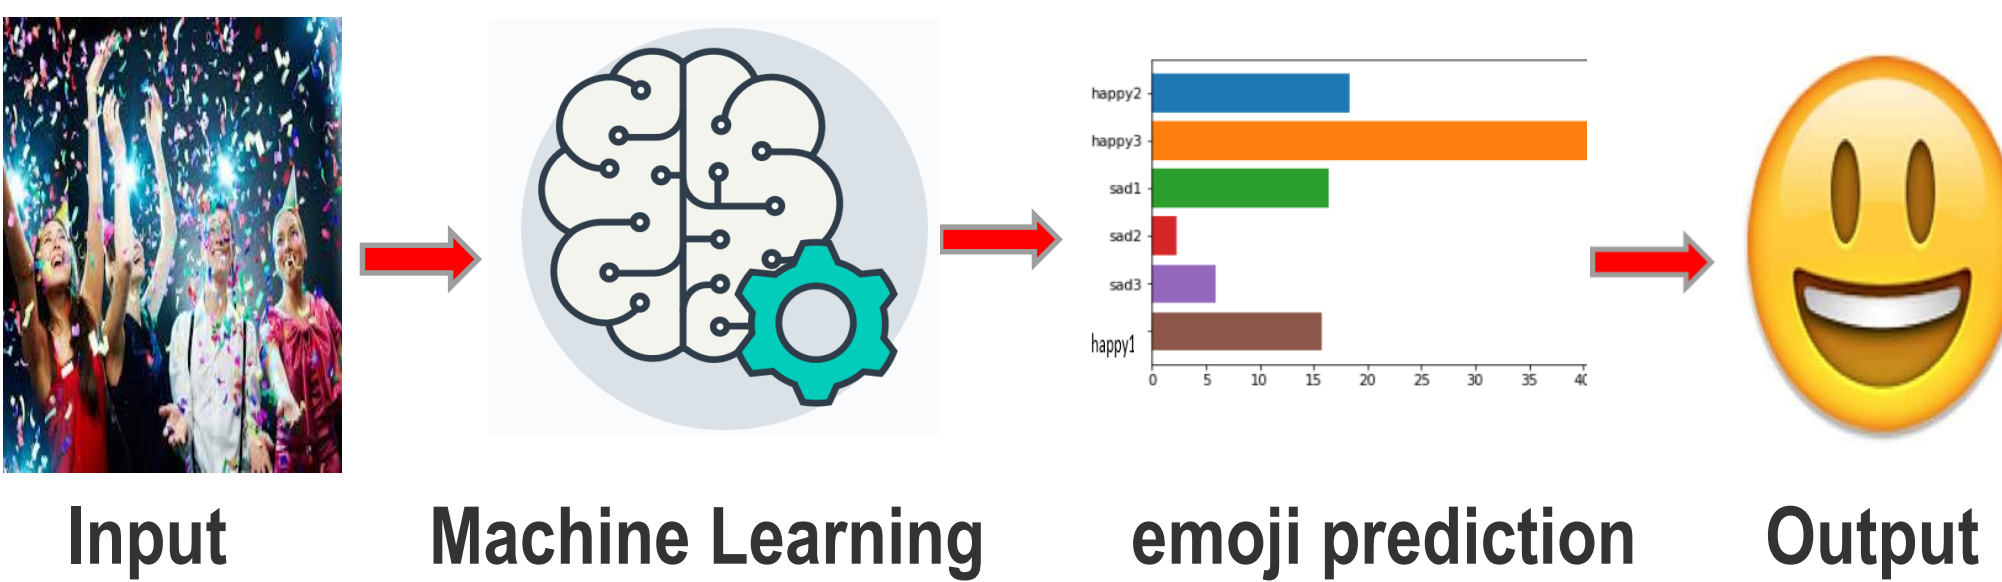 happy2
happy3
sad1
sad2
sad3
happy1
0 5 10 15 20 25 30 35 40
Input Machine Learning emoji prediction Output